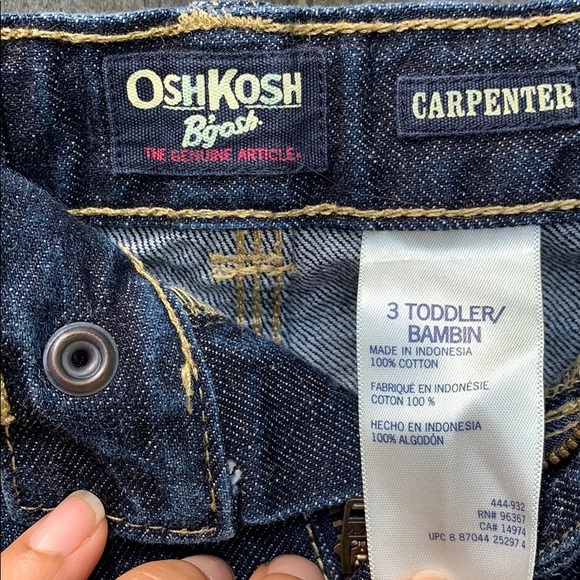 OSHKOSH
B'gosh
THE GENUINE ARTICLE
CARPENTER
3 TODDLER/
BAMBIN
MADE IN INDONESIA
100% COTTON
FABRIQUÉ EN INDONÉSIE
COTON 100 %
HECHO EN INDONESIA
100% ALGODÓN
444-932
RN# 96367
CA# 14974
UPC 8 87044 25297 4